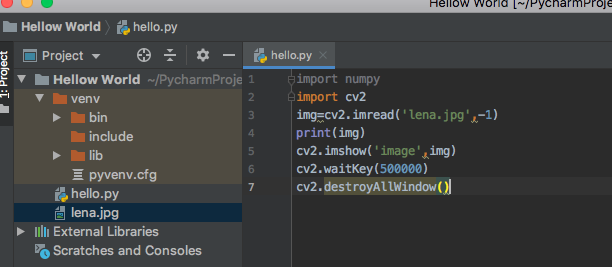 Hellow World [~/PycharmProje
Hellow World hello.py
1: Project
Project
Hellow World ~/PycharmProje
venv
bin
include
lib
pyvenv.cfg
hello.py
lena.jpg
External Libraries
Scratches and Consoles
hello.py
1 import numpy
2 import cv2
3 img=cv2.imread('lena.jpg',-1)
4 print(img)
5 cv2.imshow('image',img)
6 cv2.waitKey(500000)
7 cv2.destroyAllWindow()